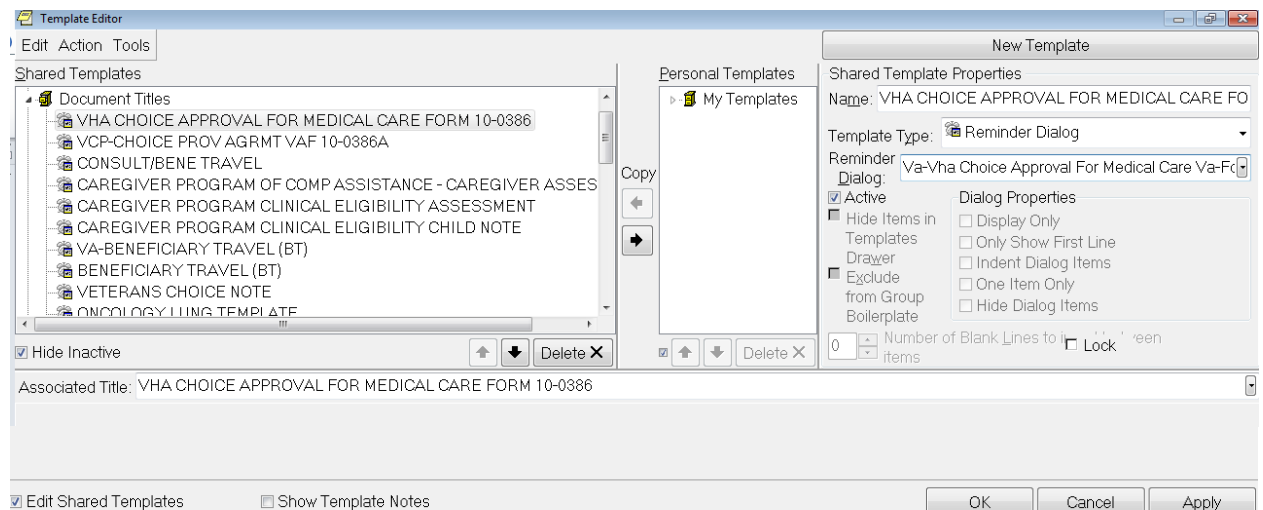 Template Editor
Edit Action Tools
New Template
Shared Templates
Document Titles
VHA CHOICE APPROVAL FOR MEDICAL CARE FORM 10-0386
VCP-CHOICE PROV AGRMT VAF 10-0386A
CONSULT/BENE TRAVEL
CAREGIVER PROGRAM OF COMP ASSISTANCE - CAREGIVER ASSES
CAREGIVER PROGRAM CLINICAL ELIGIBILITY ASSESSMENT
CAREGIVER PROGRAM CLINICAL ELIGIBILITY CHILD NOTE
VA-BENEFICIARY TRAVEL (BT)
BENEFICIARY TRAVEL (BT)
VETERANS CHOICE NOTE
ONCOLOGY LUNG TEMPLATE
Hide Inactive
Delete X
Copy
Personal Templates
My Templates
Delete X
Shared Template Properties
Name: VHA CHOICE APPROVAL FOR MEDICAL CARE FO
Template Type: Reminder Dialog
Reminder Dialog: Va-Vha Choice Approval For Medical Care Va-Fc
Active
Hide Items in
Templates
Drawer
Exclude
from Group
Boilerplate
Dialog Properties
Display Only
Only Show First Line
Indent Dialog Items
One Item Only
Hide Dialog Items
0 Number of Blank Lines to
items
Lock
Associated Title: VHA CHOICE APPROVAL FOR MEDICAL CARE FORM 10-0386
Edit Shared Templates
Show Template Notes
OK
Cancel
Apply